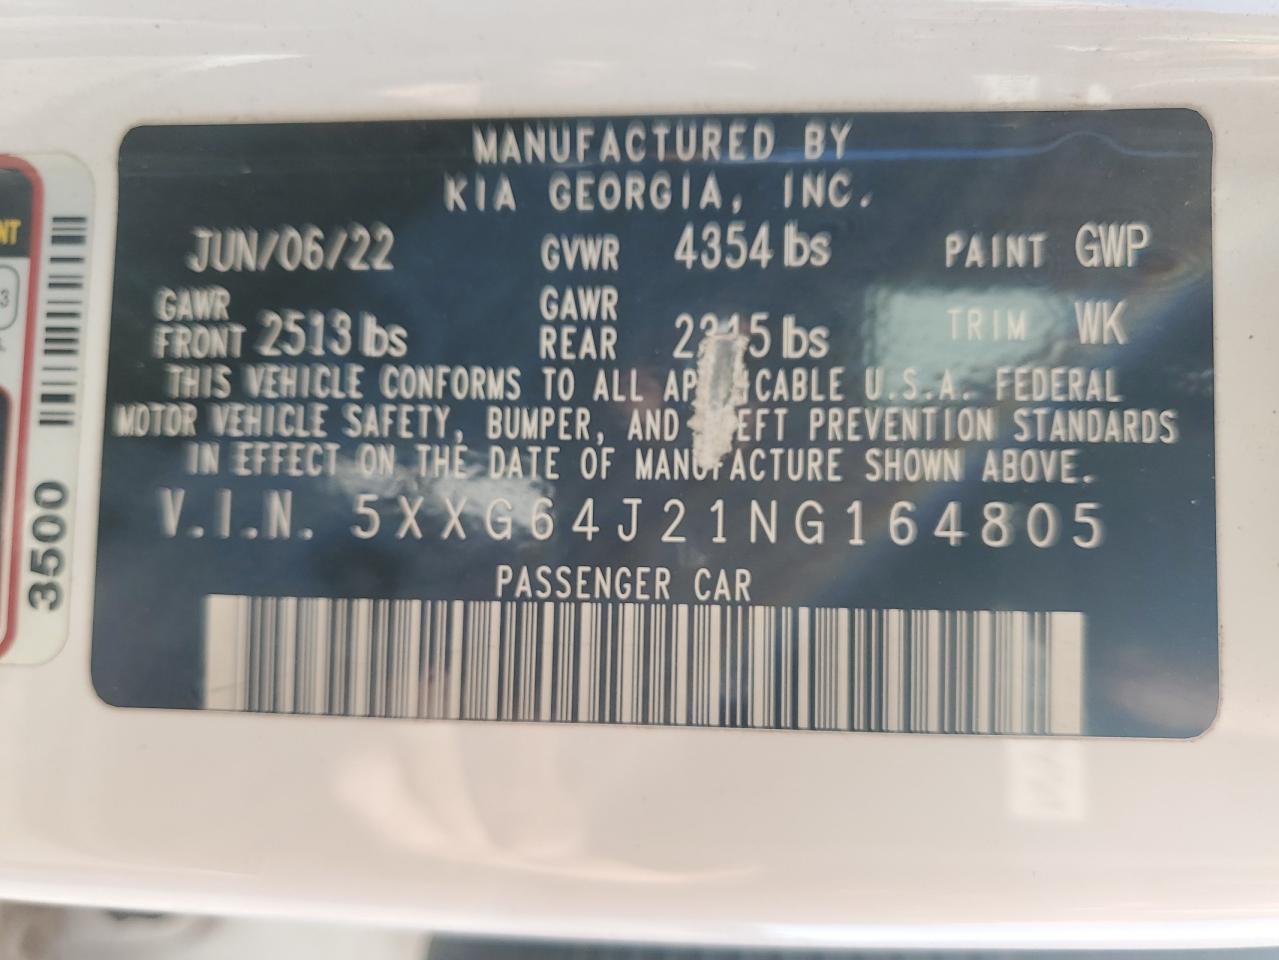 MANUFACTURED BY
KIA GEORGIA, INC.
JUN/06/22 GVWR 4354 lbs PAINT GWP
GAWR FRONT 2513 lbs GAWR REAR lbs TRIM WK
THIS VEHICLE CONFORMS TO ALL U.S.A. FEDERAL
MOTOR VEHICLE SAFETY, BUMPER, AND PREVENTION STANDARDS
IN EFFECT ON THE DATE OF MANUFACTURE SHOWN ABOVE.
V.I.N. 5XXG64J21NG164805
PASSENGER CAR
3500